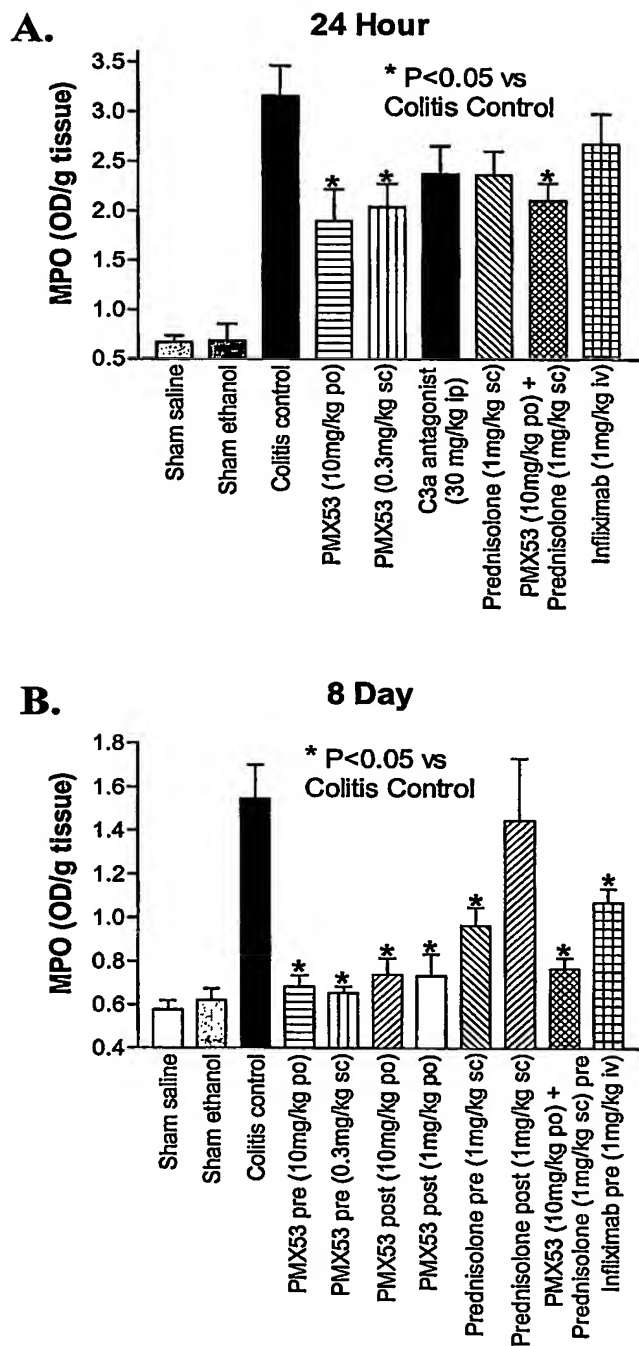 A.
24 Hour
* P<0.05 vs
Colitis Control
MPO (OD/g tissue)
3.5
3.0
2.5
2.0
1.5
1.0
0.5
*
*
*
Sham saline
Sham ethanol
Colitis control
PMX53 (10mg/kg po)
PMX53 (0.3mg/kg sc)
C3a antagonist
(30 mg/kg ip)
Prednisolone (1mg/kg sc)
PMX53 (10mg/kg po) +
Prednisolone (1mg/kg sc)
Infliximab (1mg/kg iv)
B.
8 Day
* P<0.05 vs
Colitis Control
MPO (OD/g tissue)
1.8
1.6
1.4
1.2
1.0
0.8
0.6
0.4
*
*
*
*
*
*
*
Sham saline
Sham ethanol
Colitis control
PMX53 pre (10mg/kg po)
PMX53 pre (0.3mg/kg sc)
PMX53 post (10mg/kg po)
PMX53 post (1mg/kg po)
Prednisolone pre (1mg/kg sc)
Prednisolone post (1mg/kg sc)
PMX53 (10mg/kg po) +
Prednisolone (1mg/kg sc) pre
Infliximab pre (1mg/kg iv)